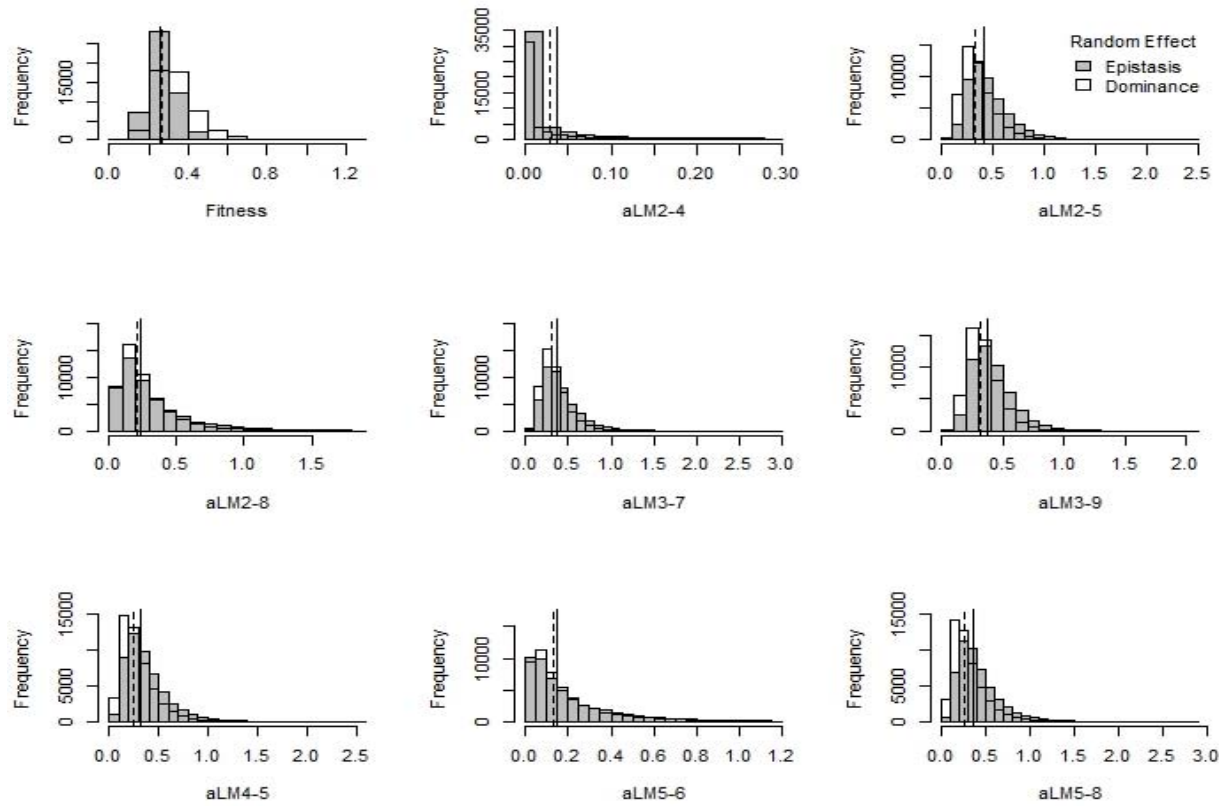 Frequency
0 15000
0.0 0.4 0.8 1.2
Fitness
Frequency
0 15000 35000
0.00 0.10 0.20 0.30
aLM2-4
Frequency
0 10000
0.0 0.5 1.0 1.5 2.0 2.5
aLM2-5
Random Effect
Epistasis
Dominance
Frequency
0 10000
0.0 0.5 1.0 1.5
aLM2-8
Frequency
0 10000
0.0 0.5 1.0 1.5 2.0 2.5 3.0
aLM3-7
Frequency
0 10000
0.0 0.5 1.0 1.5 2.0
aLM3-9
Frequency
0 5000 15000
0.0 0.5 1.0 1.5 2.0 2.5
aLM4-5
Frequency
0 10000
0.0 0.2 0.4 0.6 0.8 1.0 1.2
aLM5-6
Frequency
0 5000 15000
0.0 0.5 1.0 1.5 2.0 2.5 3.0
aLM5-8